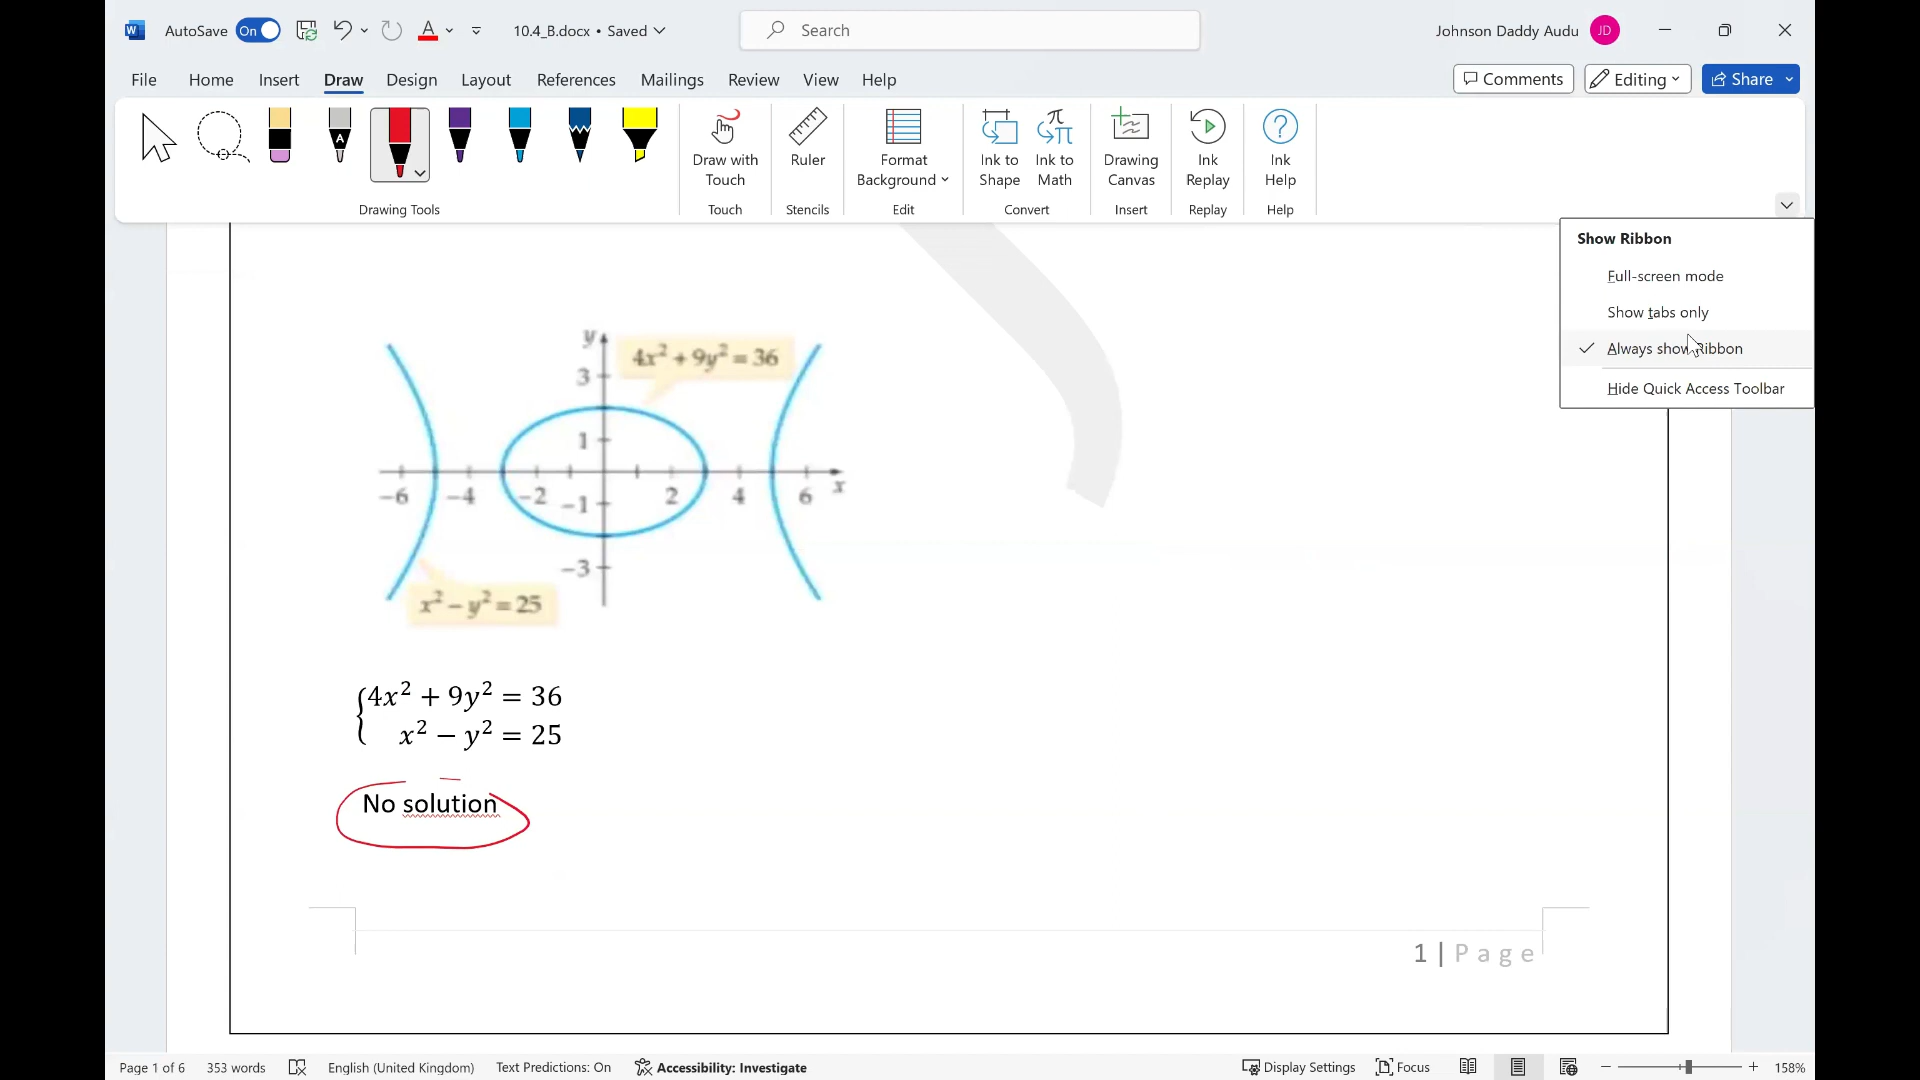 AutoSave On 10.4_B.docx • Saved Search Johnson Daddy Audu JD
File Home Insert Draw Design Layout References Mailings Review View Help Comments Editing Share
Draw with Touch
Ruler
Format Background
Ink to Shape
Ink to Math
Drawing Canvas
Ink Replay
Ink Help
Drawing Tools Touch Stencils Edit Convert Insert Replay Help
Show Ribbon
Full-screen mode
Show tabs only
Always show Ribbon
Hide Quick Access Toolbar
y
4x² + 9y² = 36
3
1
−6 −4 −2 −1 2 4 6 x
−3
x² − y² = 25
4x² + 9y² = 36
x² − y² = 25
No solution
1 | Page
Page 1 of 6 353 words English (United Kingdom) Text Predictions: On Accessibility: Investigate Display Settings Focus 158%